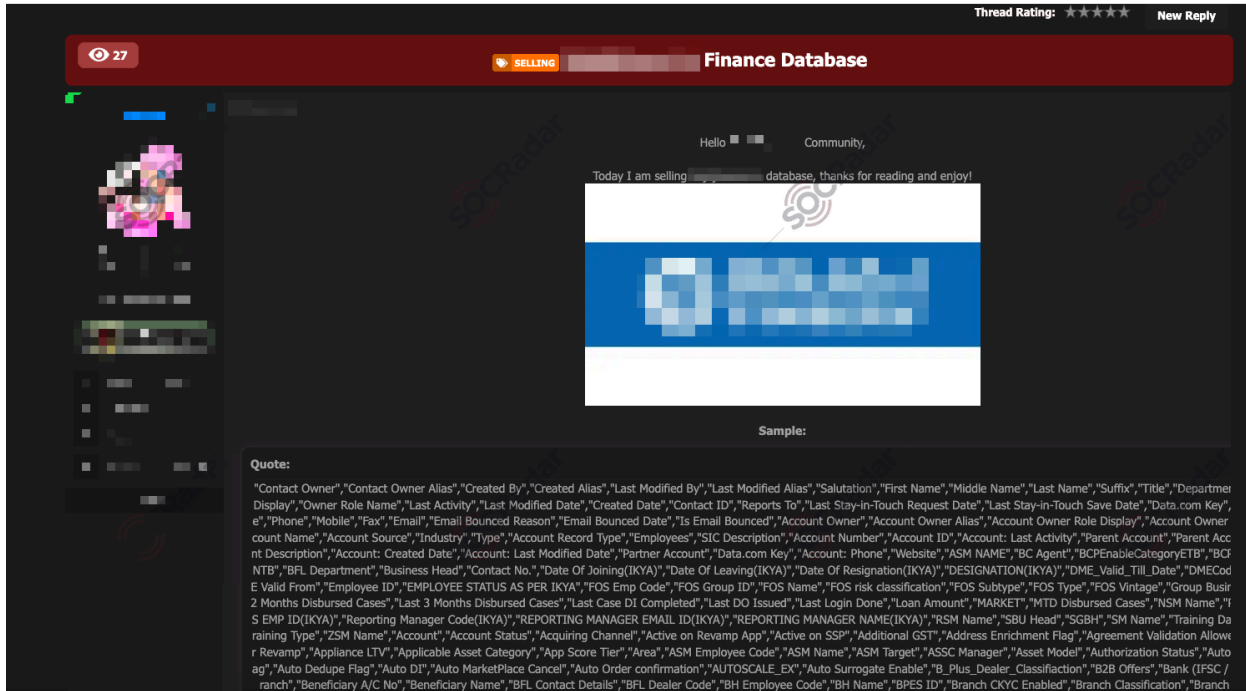 Thread Rating: ★★★★★ New Reply
27
SELLING Finance Database
Hello Community,
Today I am selling database, thanks for reading and enjoy!
SOCRadar
Sample:
Quote:
"Contact Owner","Contact Owner Alias","Created By","Created Alias","Last Modified By","Last Modified Alias","Salutation","First Name","Middle Name","Last Name","Suffix","Title","Departmen
Display","Owner Role Name","Last Activity","Last Modified Date","Created Date","Contact ID","Reports To","Last Stay-in-Touch Request Date","Last Stay-in-Touch Save Date","Data.com Key",
e","Phone","Mobile","Fax","Email","Email Bounced Reason","Email Bounced Date","Is Email Bounced","Account Owner","Account Owner Alias","Account Owner Role Display","Account Owner
count Name","Account Source","Industry","Type","Account Record Type","Employees","SIC Description","Account Number","Account ID","Account: Last Activity","Parent Account","Parent Acc
nt Description","Account: Created Date","Account: Last Modified Date","Partner Account","Data.com Key","Account: Phone","Website","ASM NAME","BC Agent","BCPEnableCategoryETB","BCP
NTB","BFL Department","Business Head","Contact No.","Date Of Joining(IKYA)","Date Of Leaving(IKYA)","Date Of Resignation(IKYA)","DESIGNATION(IKYA)","DME_Valid_Till_Date","DMECod
E Valid From","Employee ID","EMPLOYEE STATUS AS PER IKYA","FOS Emp Code","FOS Group ID","FOS Name","FOS risk classification","FOS Subtype","FOS Type","FOS Vintage","Group Busin
2 Months Disbursed Cases","Last 3 Months Disbursed Cases","Last Case DI Completed","Last DO Issued","Last Login Done","Loan Amount","MARKET","MTD Disbursed Cases","NSM Name","
S EMP ID(IKYA)","Reporting Manager Code(IKYA)","REPORTING MANAGER EMAIL ID(IKYA)","REPORTING MANAGER NAME(IKYA)","RSM Name","SBU Head","SGBH","SM Name","Training Da
raining Type","ZSM Name","Account","Account Status","Acquiring Channel","Active on Revamp App","Active on SSP","Additional GST","Address Enrichment Flag","Agreement Validation Allowe
r Revamp","Appliance LTV","Applicable Asset Category","App Score Tier","Area","ASM Employee Code","ASM Name","ASM Target","ASSC Manager","Asset Model","Authorization Status","Auto
ag","Auto Dedupe Flag","Auto DI","Auto MarketPlace Cancel","Auto Order confirmation","AUTOSCALE_EX","Auto Surrogate Enable","B_Plus_Dealer_Classifiaction","B2B Offers","Bank (IFSC /
ranch","Beneficiary A/C No","Beneficiary Name","BFL Contact Details","BFL Dealer Code","BH Employee Code","BH Name","BPES ID","Branch CKYC Enabled","Branch Classification","Branch